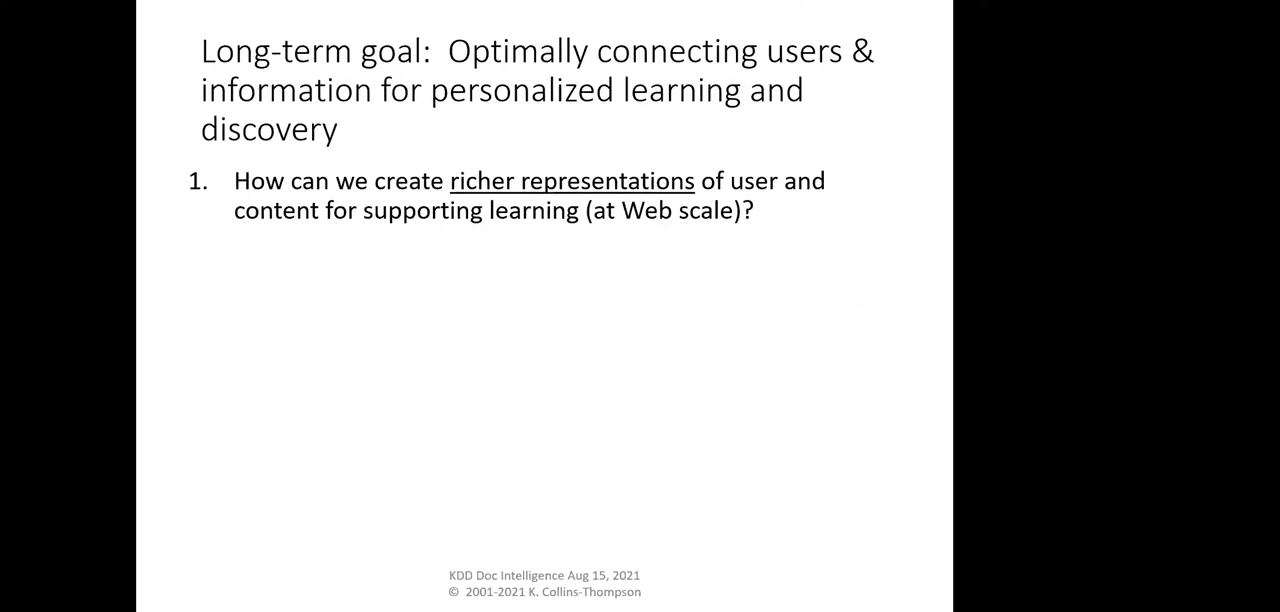 Long-term goal:  Optimally connecting users &
information for personalized learning and
discovery
1. How can we create richer representations of user and
content for supporting learning (at Web scale)?
KDD Doc Intelligence Aug 15, 2021
© 2001-2021 K. Collins-Thompson